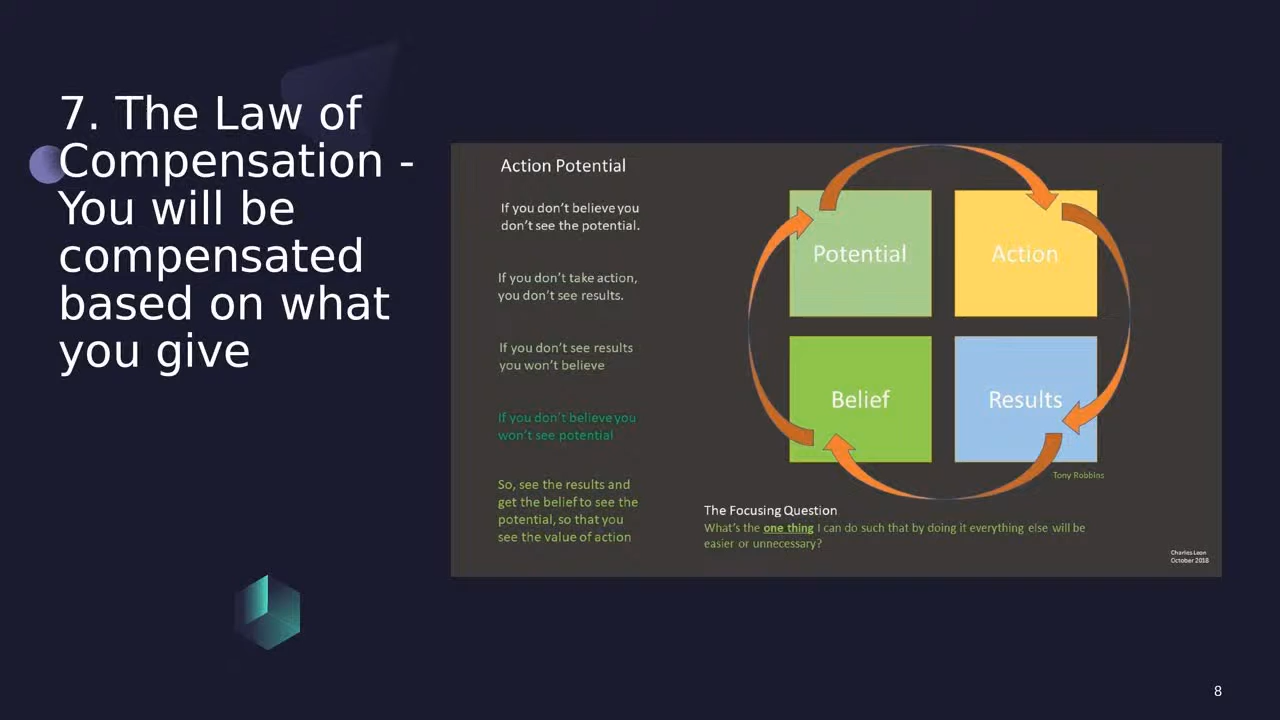 7. The Law of
Compensation -
You will be
compensated
based on what
you give
Action Potential
If you don't believe you
don't see the potential.
If you don't take action,
you don't see results.
If you don't see results
you won't believe
If you don't believe you
won't see potential
So, see the results and
get the belief to see the
potential, so that you
see the value of action
Potential
Action
Belief
Results
Tony Robbins
The Focusing Question
What's the one thing I can do such that by doing it everything else will be
easier or unnecessary?
Charles Leon
October 2018
8